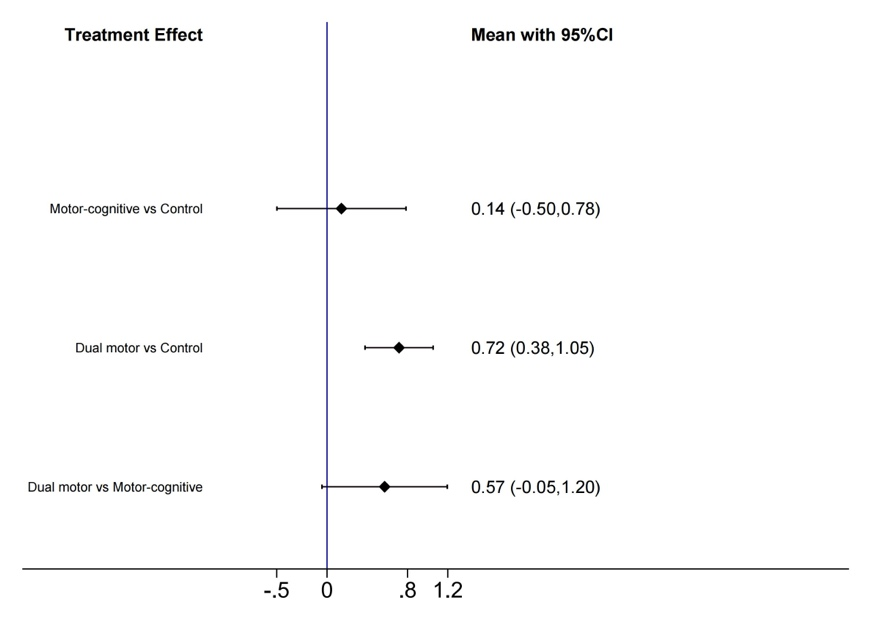 Treatment Effect Mean with 95%CI
Motor-cognitive vs Control 0.14 (-0.50,0.78)
Dual motor vs Control 0.72 (0.38,1.05)
Dual motor vs Motor-cognitive 0.57 (-0.05,1.20)
-.5 0 .8 1.2